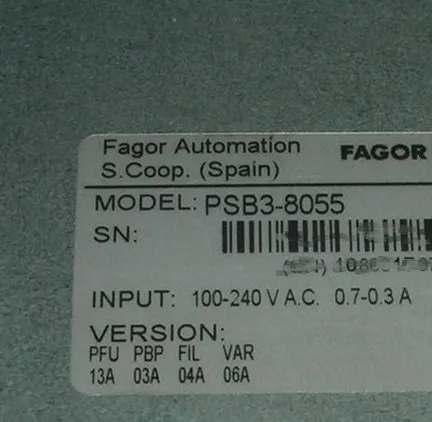 Fagor Automation FAGOR
S.Coop. (Spain)
MODEL: PSB3-8055
SN:
INPUT: 100-240 V A.C. 0.7-0.3 A
VERSION:
PFU PBP FIL VAR
13A 03A 04A 06A